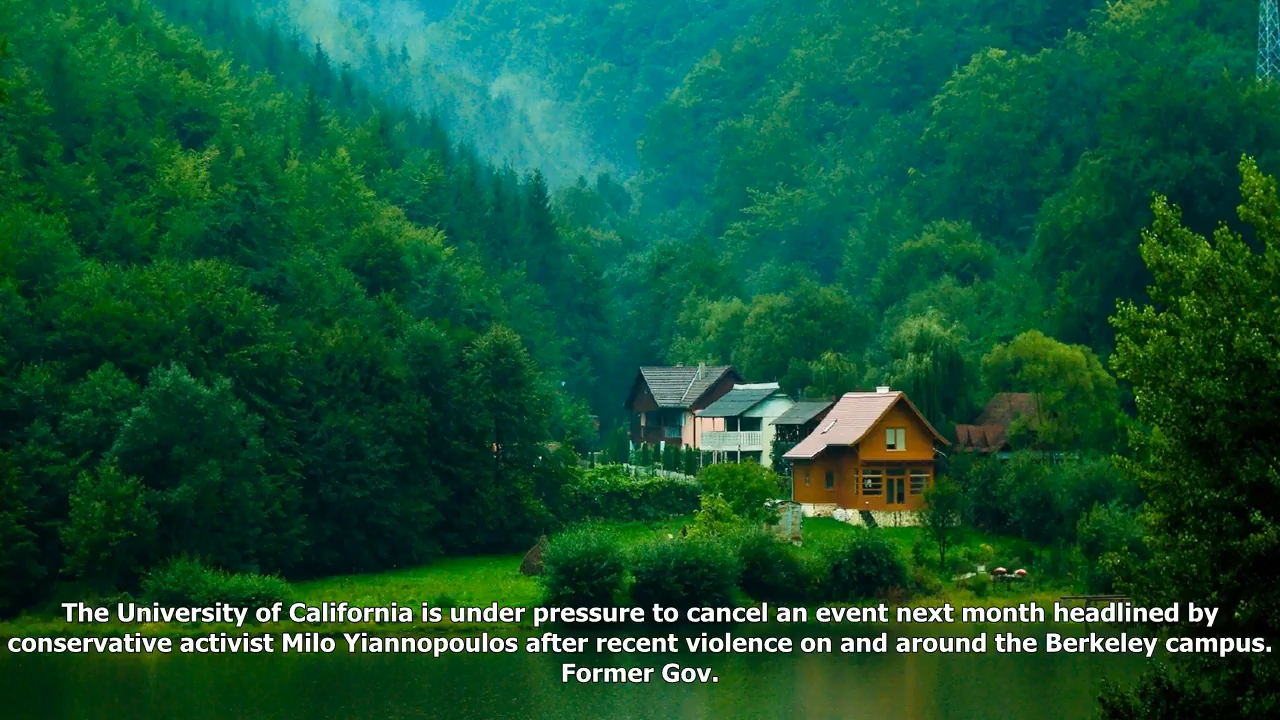 The University of California is under pressure to cancel an event next month headlined by
conservative activist Milo Yiannopoulos after recent violence on and around the Berkeley campus.
Former Gov.